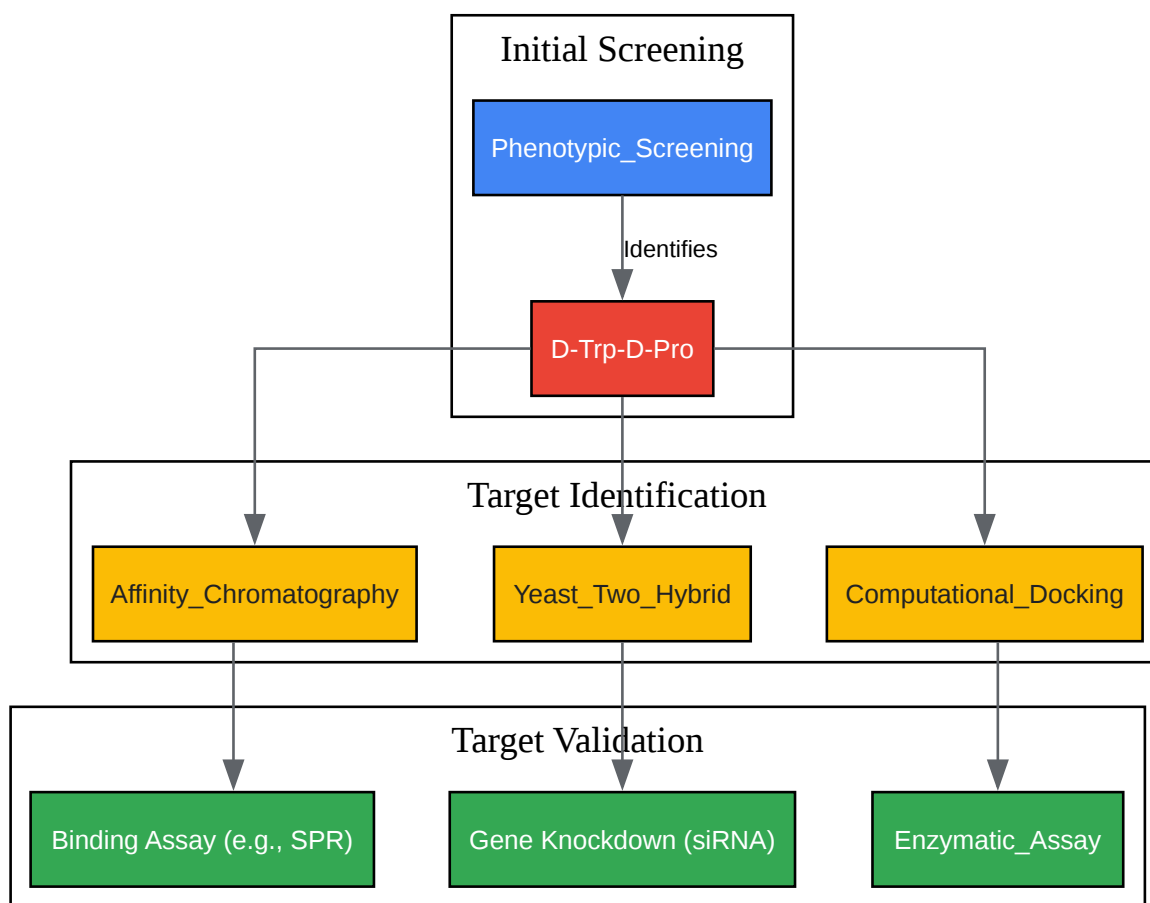 Initial Screening
Phenotypic_Screening
Identifies
D-Trp-D-Pro
Target Identification
Affinity_Chromatography
Yeast_Two_Hybrid
Computational_Docking
Target Validation
Binding Assay (e.g., SPR)
Gene Knockdown (siRNA)
Enzymatic_Assay